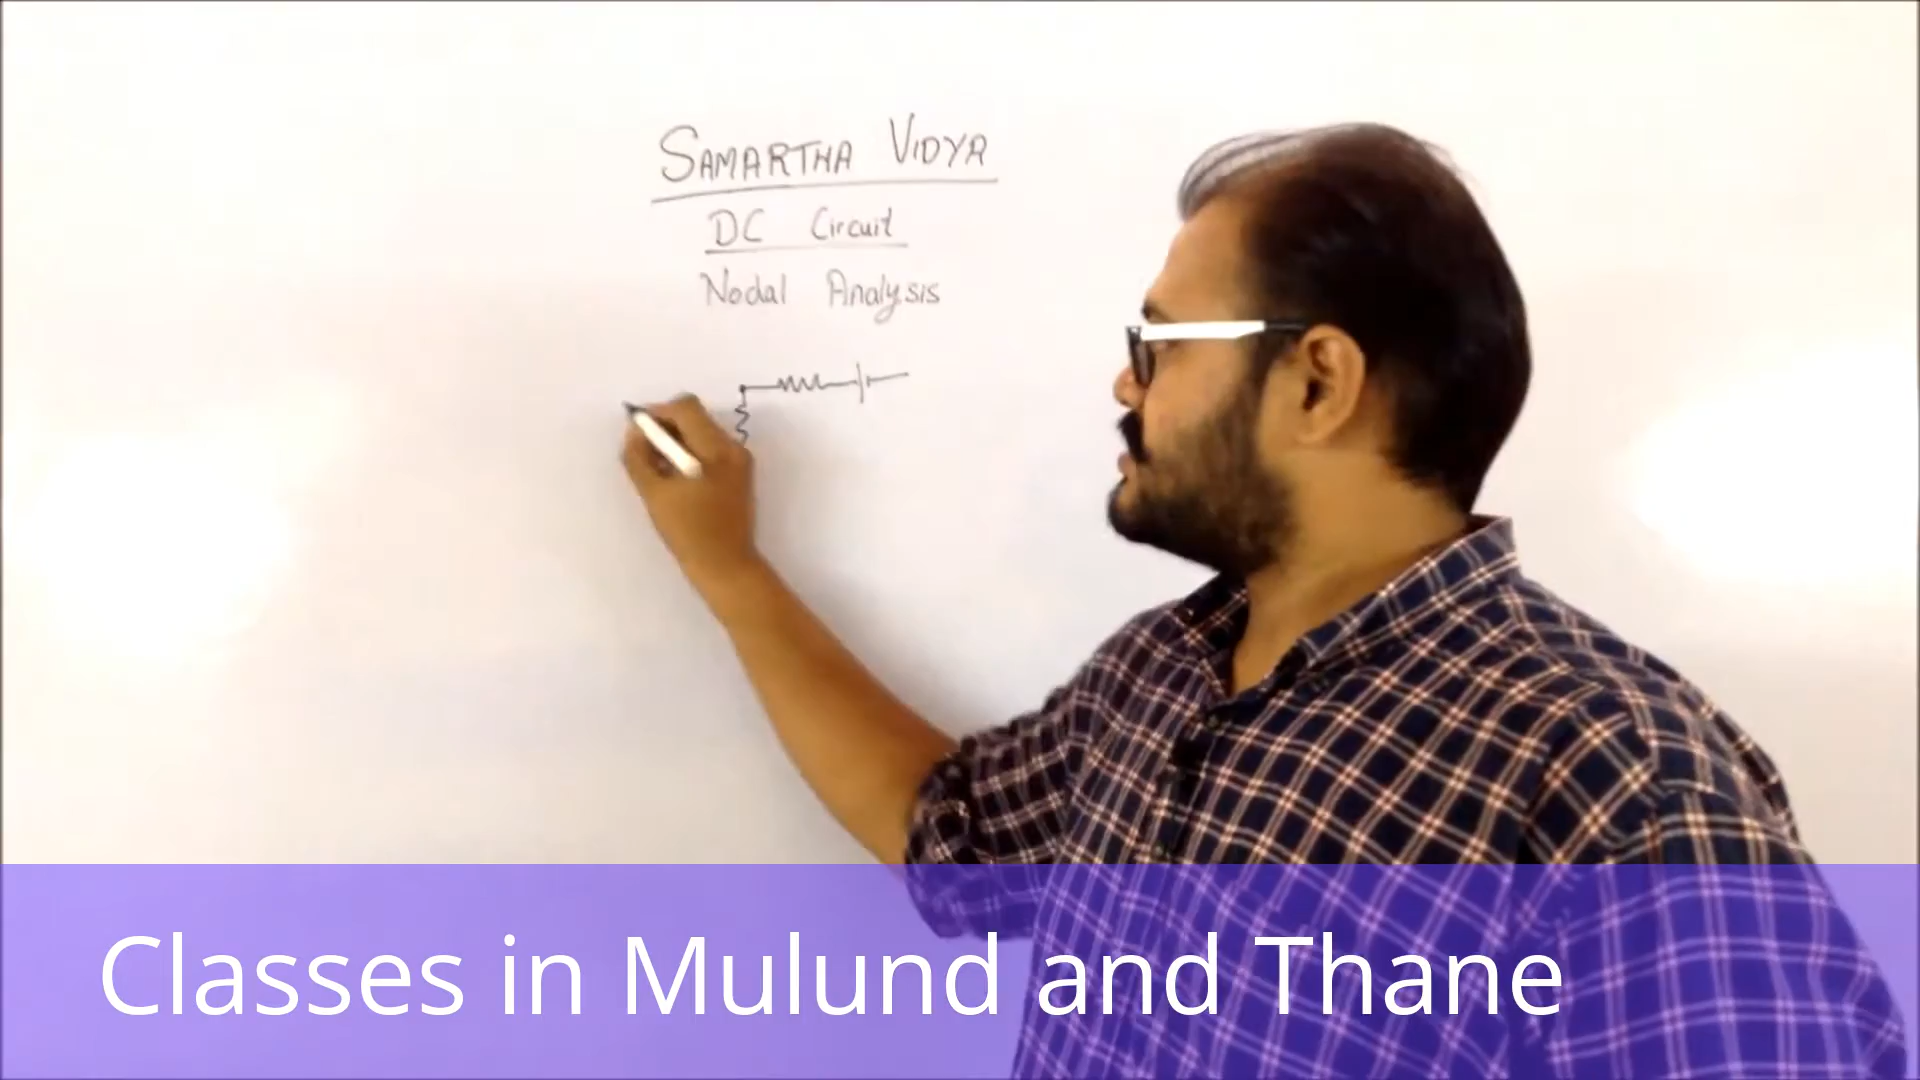 SAMARTHA VIDYA
DC Circuit
Nodal Analysis
Classes in Mulund and Thane